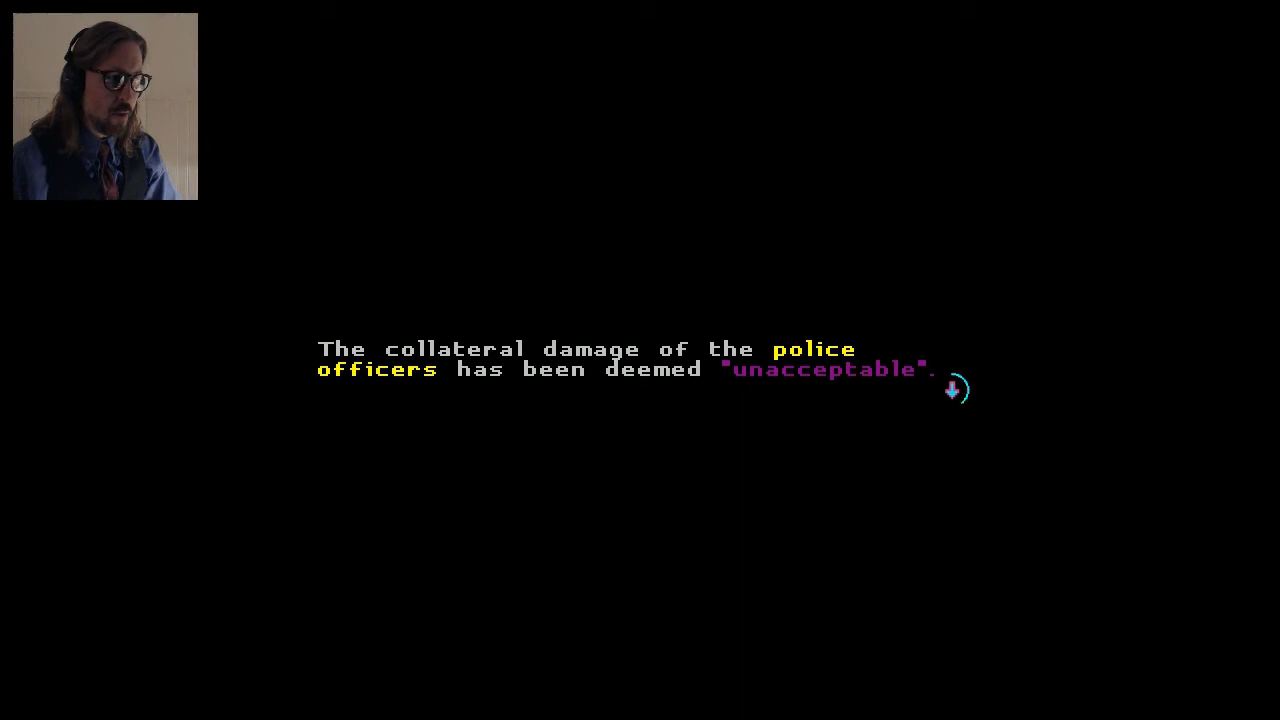 The collateral damage of the police
officers has been deemed "unacceptable".